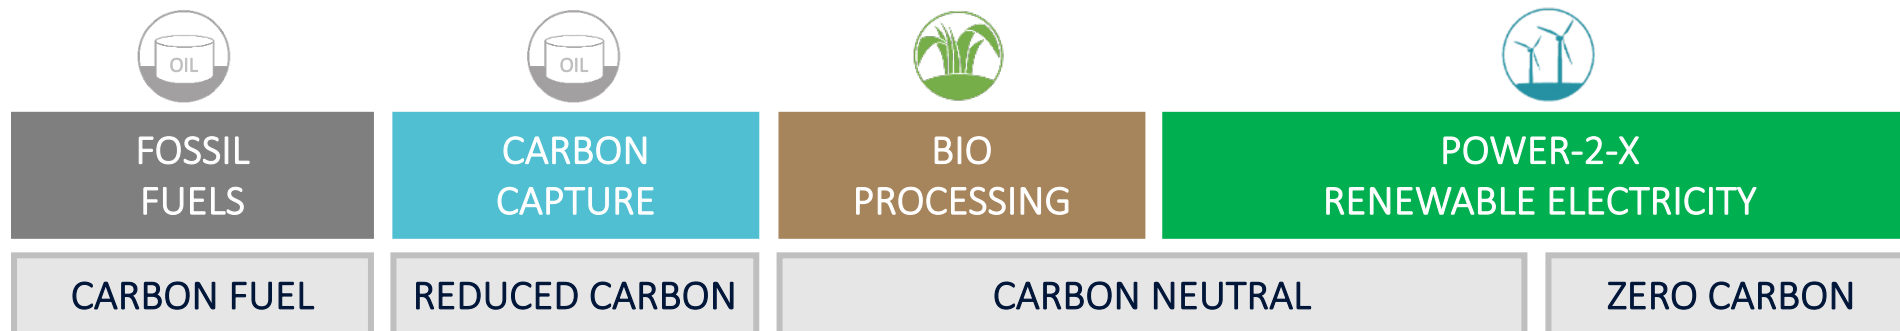 OIL
OIL
FOSSIL
FUELS
CARBON
CAPTURE
BIO
PROCESSING
POWER-2-X
RENEWABLE ELECTRICITY
CARBON FUEL
REDUCED CARBON
CARBON NEUTRAL
ZERO CARBON